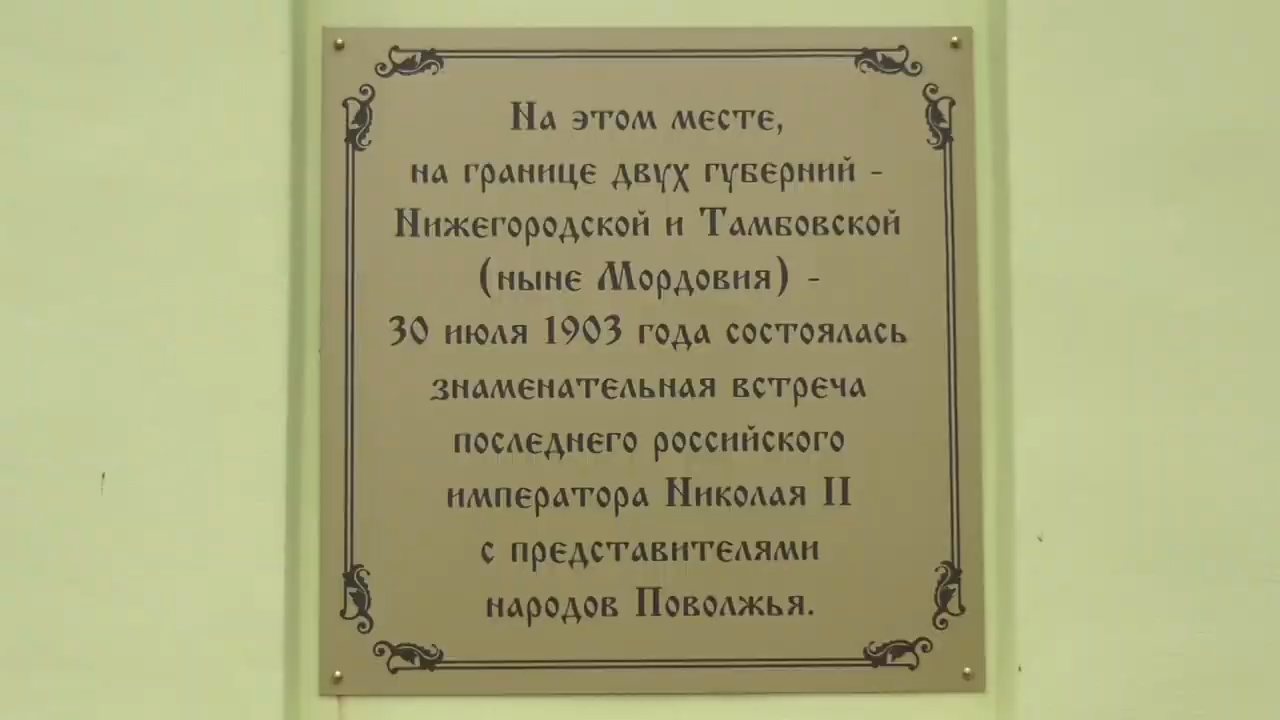 На этом месте,
на границе двух губерний -
Нижегородской и Тамбовской
(ныне Мордовия) -
30 июля 1903 года состоялась
знаменательная встреча
последнего российского
императора Николая II
с представителями
народов Поволжья.